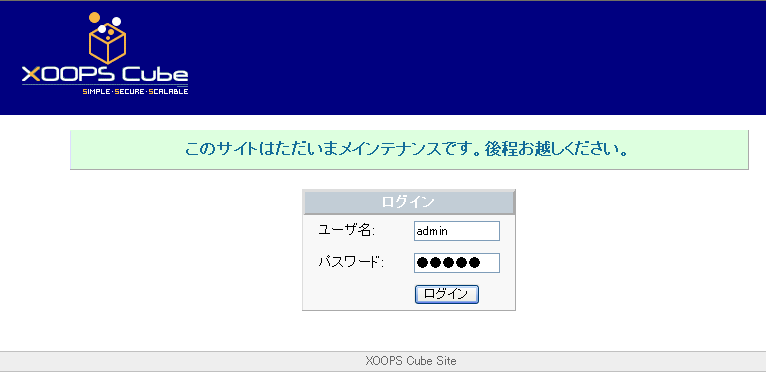 XOOPS Cube
SIMPLE・SECURE・SCALABLE
このサイトはただいまメインテナンスです。後程お越しください。
ログイン
ユーザ名:
admin
パスワード:
●●●●●
ログイン
XOOPS Cube Site